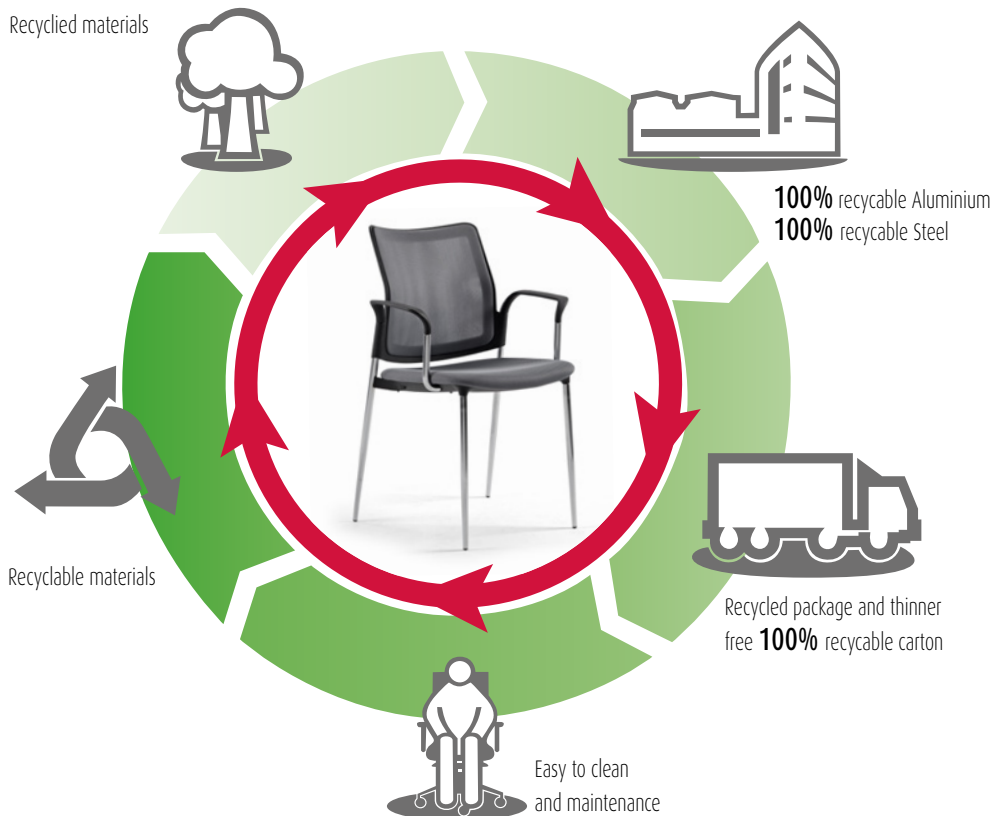 Recyclied materials
100% recycable Aluminium
100% recycable Steel
Recycled package and thinner
free 100% recycable carton
Easy to clean
and maintenance
Recyclable materials